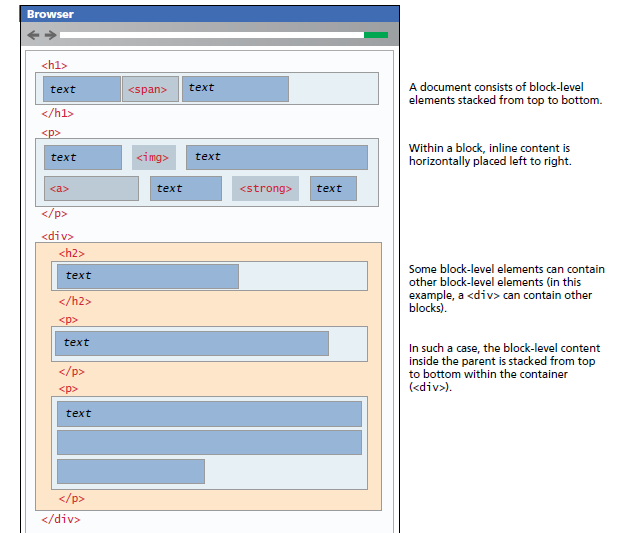 Browser
<h1>
text <span> text
</h1>
<p>
text <img> text
<a> text <strong> text
</p>
<div>
<h2>
text
</h2>
<p>
text
</p>
<p>
text
</p>
</div>
A document consists of block-level
elements stacked from top to bottom.
Within a block, inline content is
horizontally placed left to right.
Some block-level elements can contain
other block-level elements (in this
example, a <div> can contain other
blocks).
In such a case, the block-level content
inside the parent is stacked from top
to bottom within the container
(<div>).